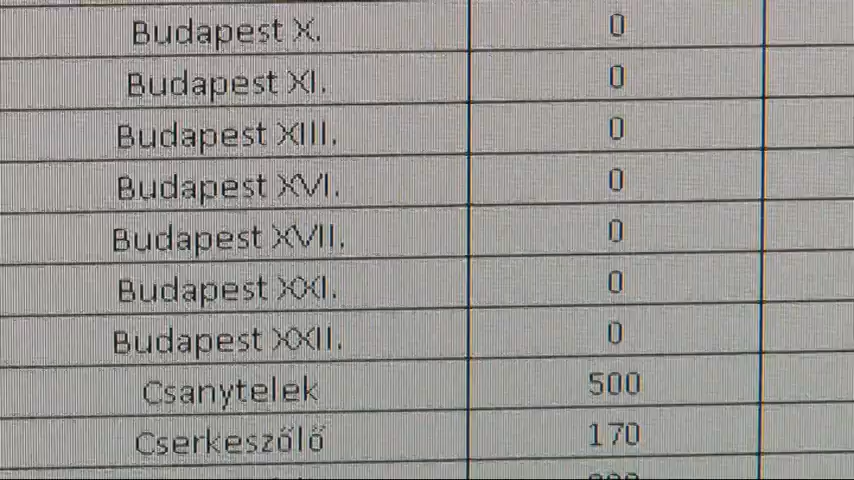 Budapest X. 0
Budapest XI. 0
Budapest XIII. 0
Budapest XVI. 0
Budapest XVII. 0
Budapest XXI. 0
Budapest XXII. 0
Csanytelek 500
Cserkeszőlő 170